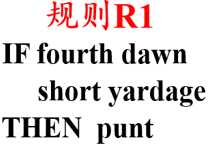 规则R1
IF fourth dawn
short yardage
THEN punt